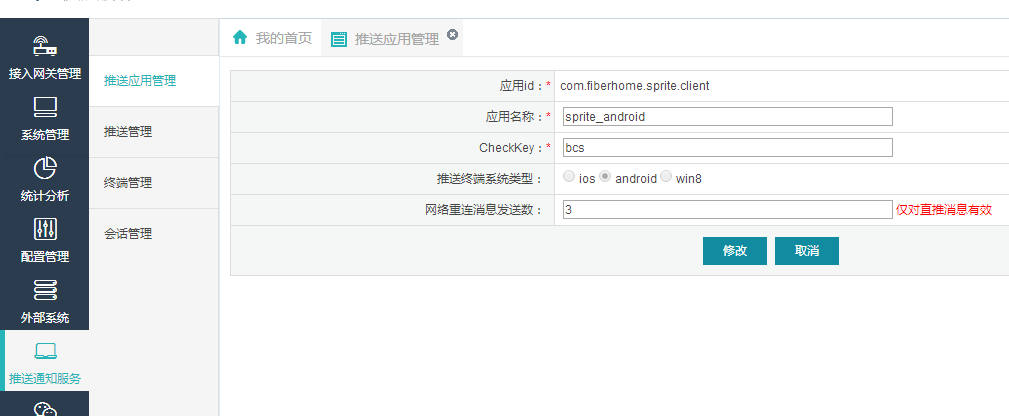 我的首页
推送应用管理
接入网关管理
系统管理
统计分析
配置管理
外部系统
推送通知服务
推送应用管理
推送管理
终端管理
会话管理
应用id：* com.fiberhome.sprite.client
应用名称：* sprite_android
CheckKey：* bcs
推送终端系统类型： ios android win8
网络重连消息发送数： 3 仅对直推消息有效
修改 取消